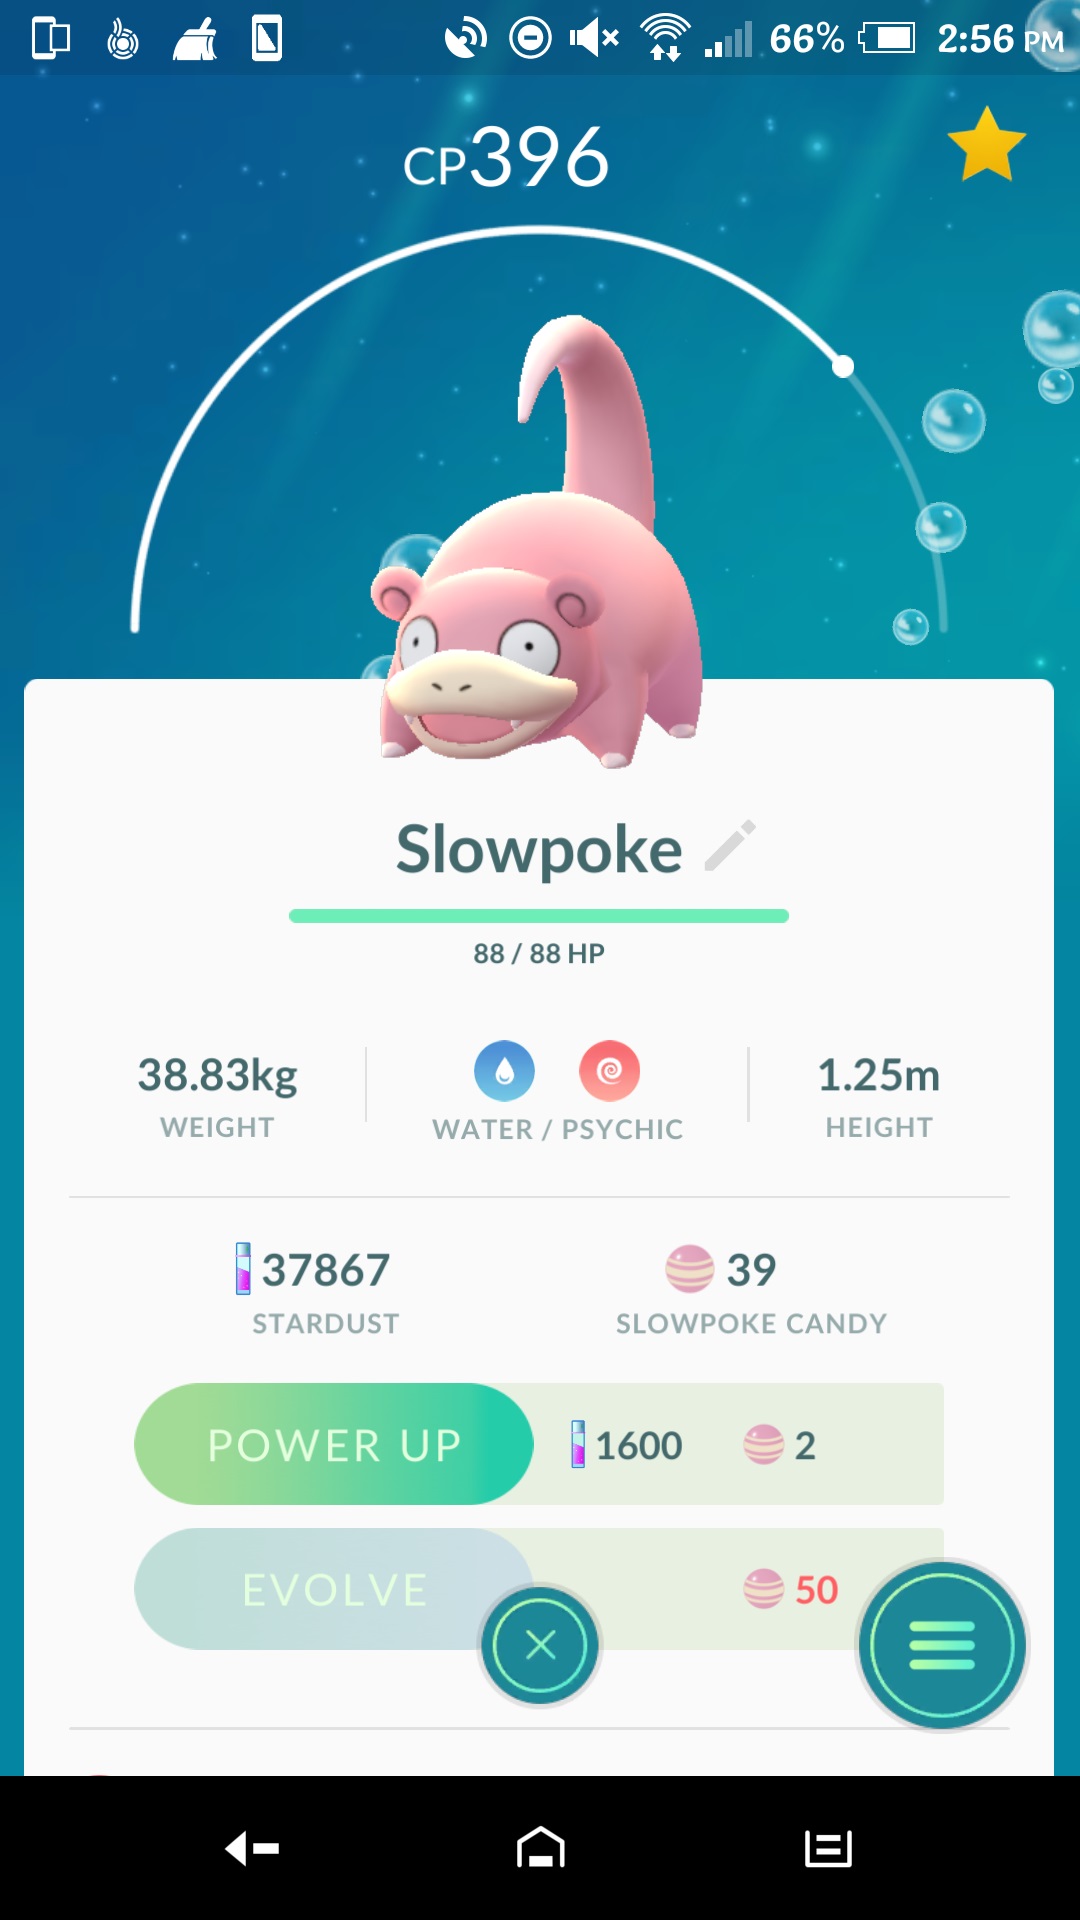 66% 2:56 PM
CP396
Slowpoke
88 / 88 HP
38.83kg
WEIGHT
WATER / PSYCHIC
1.25m
HEIGHT
37867
STARDUST
39
SLOWPOKE CANDY
POWER UP 1600 2
EVOLVE 50